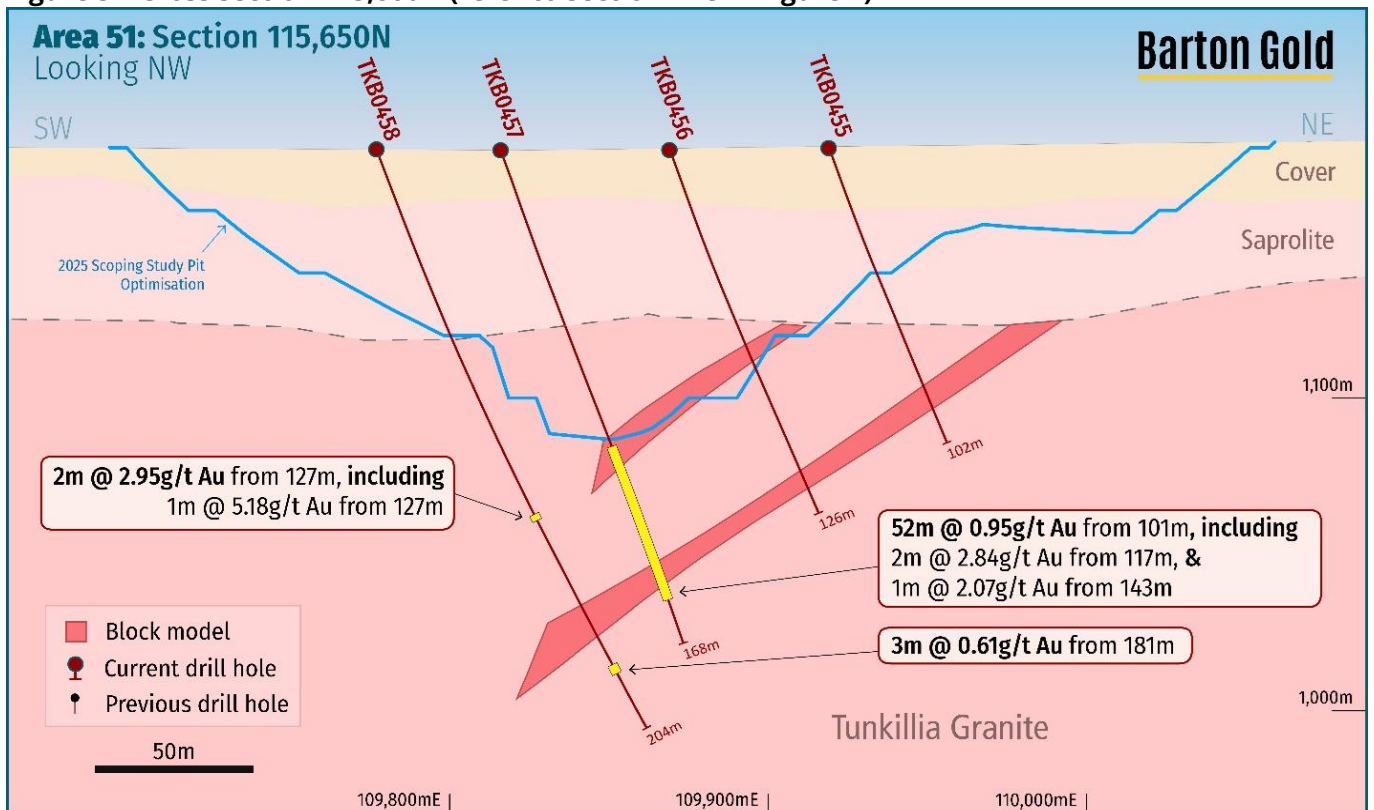 Area 51: Section 115,650N
Looking NW
Barton Gold
SW
NE
TKB0458
TKB0457
TKB0456
TKB0455
Cover
Saprolite
2025 Scoping Study Pit
Optimisation
1,100m
102m
2m @ 2.95g/t Au from 127m, including
1m @ 5.18g/t Au from 127m
126m
52m @ 0.95g/t Au from 101m, including
2m @ 2.84g/t Au from 117m, &
1m @ 2.07g/t Au from 143m
168m
3m @ 0.61g/t Au from 181m
Block model
Current drill hole
Previous drill hole
204m
1,000m
Tunkillia Granite
50m
109,800mE
109,900mE
110,000mE